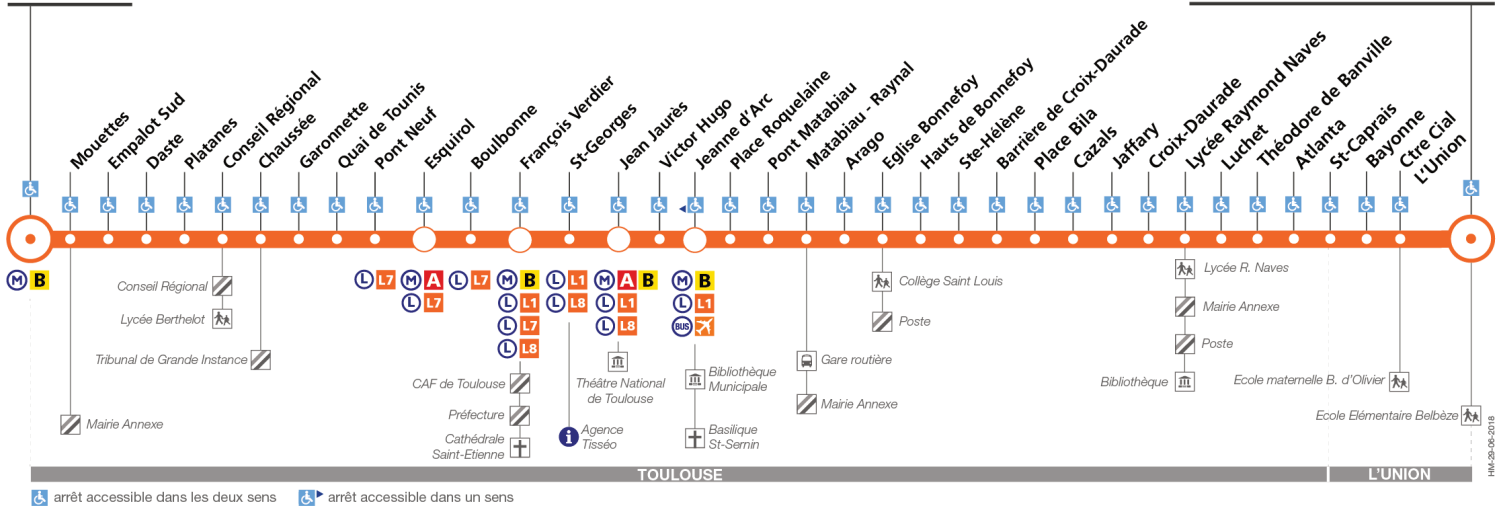 Mouettes
Empalot Sud
Daste
Platanes
Conseil Régional
Chaussée
Garonnette
Quai de Tounis
Pont Neuf
Esquirol
Boulbonne
François Verdier
St-Georges
Jean Jaurès
Victor Hugo
Jeanne d'Arc
Place Roquelaine
Pont Matabiau
Matabiau - Raynal
Arago
Eglise Bonnefoy
Hauts de Bonnefoy
Ste-Hélène
Barrière de Croix-Daurade
Place Bila
Cazals
Jaffary
Croix-Daurade
Lycée Raymond Naves
Luchet
Théodore de Banville
Atlanta
St-Caprais
Bayonne
Ctre Cial
L'Union
M B
Conseil Régional
Lycée Berthelot
Tribunal de Grande Instance
Mairie Annexe
L L7
M A
L L7
L L7
M B
L L1
L L7
L L8
CAF de Toulouse
Préfecture
Cathédrale
Saint-Etienne
L L1
L L8
i Agence
Tisséo
M A B
L L1
L L8
Théâtre National
de Toulouse
M B
L L1
BUS
Bibliothèque
Municipale
Basilique
St-Sernin
Gare routière
Mairie Annexe
Collège Saint Louis
Poste
Lycée R. Naves
Mairie Annexe
Poste
Bibliothèque
Ecole maternelle B. d'Olivier
Ecole Elémentaire Belbèze
HM-29-06-2018
TOULOUSE
L'UNION
arrêt accessible dans les deux sens
arrêt accessible dans un sens